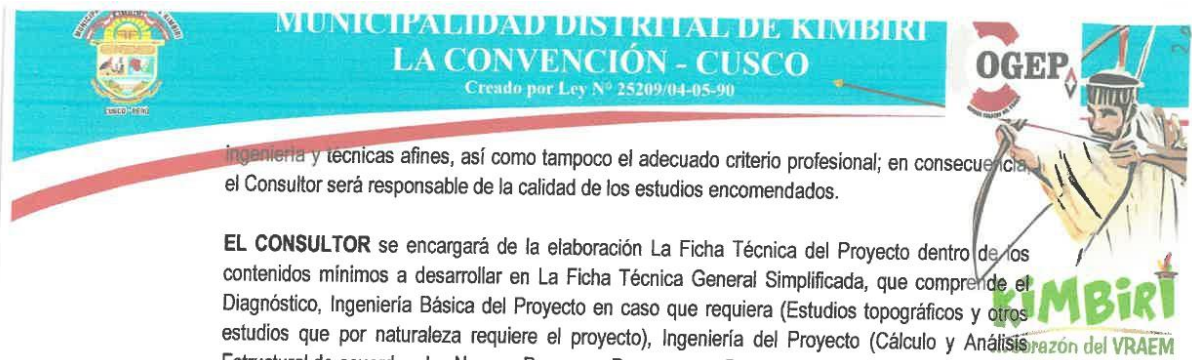 MUNICIPALIDAD DISTRITAL DE KIMBIRI
LA CONVENCIÓN - CUSCO
Creado por Ley Nº 25209/04-05-90
OGEP
CUSCO - PERÚ
ingeniería y técnicas afines, así como tampoco el adecuado criterio profesional; en consecuencia,
el Consultor será responsable de la calidad de los estudios encomendados.
EL CONSULTOR se encargará de la elaboración La Ficha Técnica del Proyecto dentro de los
contenidos mínimos a desarrollar en La Ficha Técnica General Simplificada, que comprende el
Diagnóstico, Ingeniería Básica del Proyecto en caso que requiera (Estudios topográficos y otros
estudios que por naturaleza requiere el proyecto), Ingeniería del Proyecto (Cálculo y Análisis
KiMBiRi
corazón del VRAEM